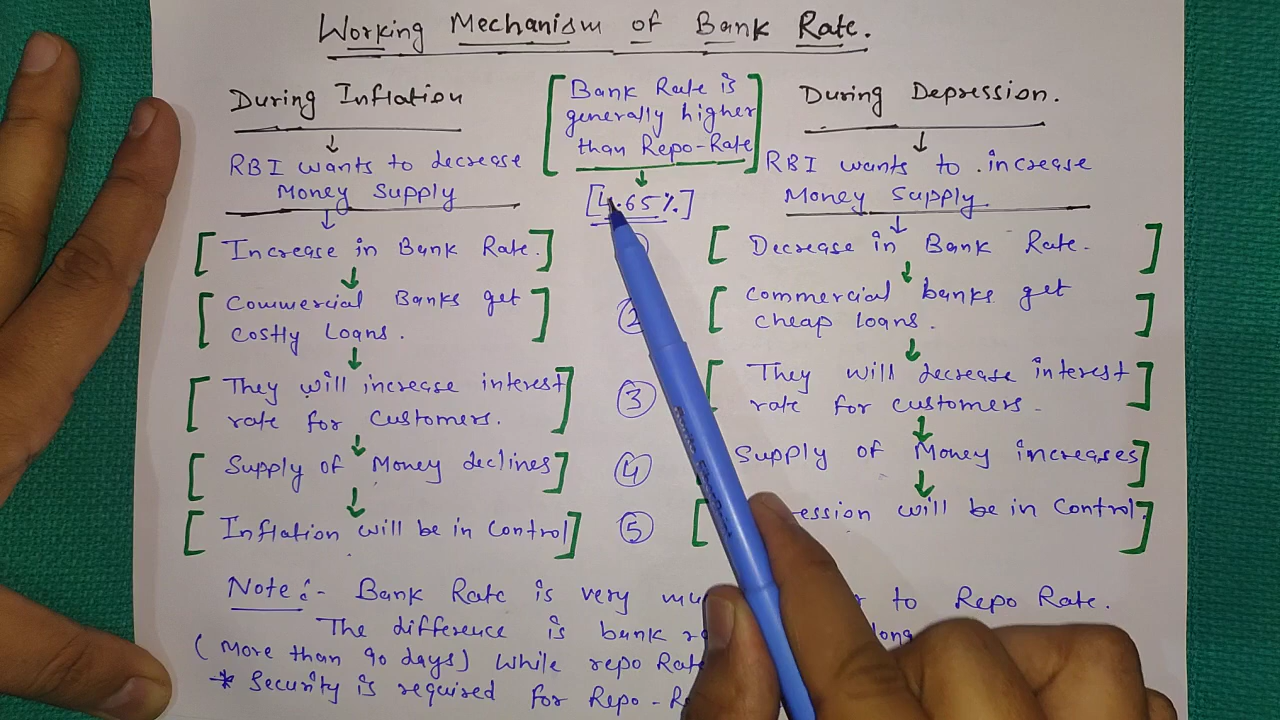 Working Mechanism of Bank Rate.
During Inflation
↓
RBI wants to decrease
Money Supply
↓
[Increase in Bank Rate.]
↓
[Commercial Banks get
costly Loans.]
↓
[They will increase interest
rate for Customers.]
↓
[Supply of Money declines]
↓
[Inflation will be in Control]
[Bank Rate is
generally higher
than Repo-Rate]
↓
[4.65%]
②
③
④
⑤
During Depression.
↓
RBI wants to increase
Money Supply
↓
[Decrease in Bank Rate.]
↓
[Commercial banks get
cheap loans.]
↓
[They will decrease interest
rate for customers.
↓
Supply of Money increases]
↓
[will be in Control.]
Note:- Bank Rate is very to Repo Rate.
The difference is bank long
(More than 90 days) while repo Rate
* Security is required for Repo-